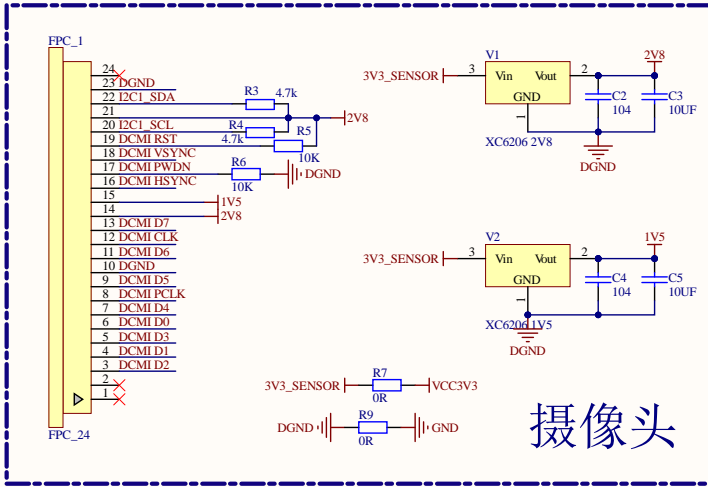 FPC_1
24
23 DGND
22 I2C1_SDA
21
20 I2C1_SCL
19 DCMI RST
18 DCMI VSYNC
17 DCMI PWDN
16 DCMI HSYNC
15
14
13 DCMI D7
12 DCMI CLK
11 DCMI D6
10 DGND
9 DCMI D5
8 DCMI PCLK
7 DCMI D4
6 DCMI D0
5 DCMI D3
4 DCMI D1
3 DCMI D2
2
1
FPC_24
R3
4.7k
2V8
R4
4.7k
R5
10K
R6
10K
DGND
1V5
2V8
V1
3V3_SENSOR
3
Vin
Vout
2
GND
1
XC6206 2V8
2V8
C2
104
C3
10UF
DGND
V2
3V3_SENSOR
3
Vin
Vout
2
GND
1
XC6206 1V5
1V5
C4
104
C5
10UF
DGND
3V3_SENSOR
R7
0R
VCC3V3
DGND
R9
0R
GND
摄像头